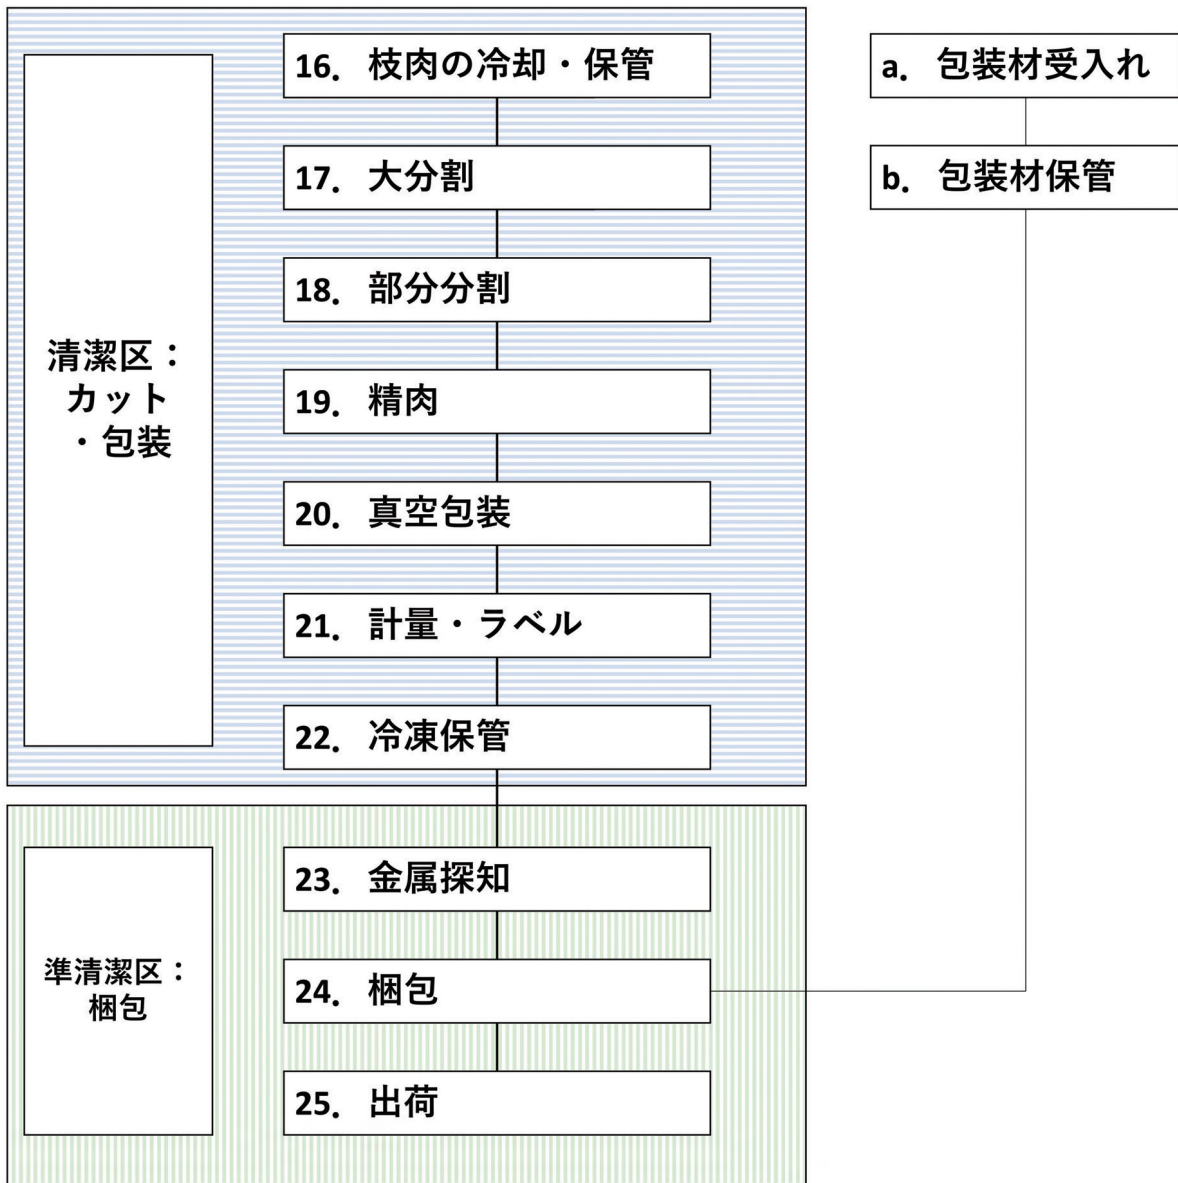 16. 枝肉の冷却・保管
17. 大分割
18. 部分分割
19. 精肉
20. 真空包装
21. 計量・ラベル
22. 冷凍保管
清潔区：
カット
・包装
23. 金属探知
24. 梱包
25. 出荷
準清潔区：
梱包
a. 包装材受入れ
b. 包装材保管